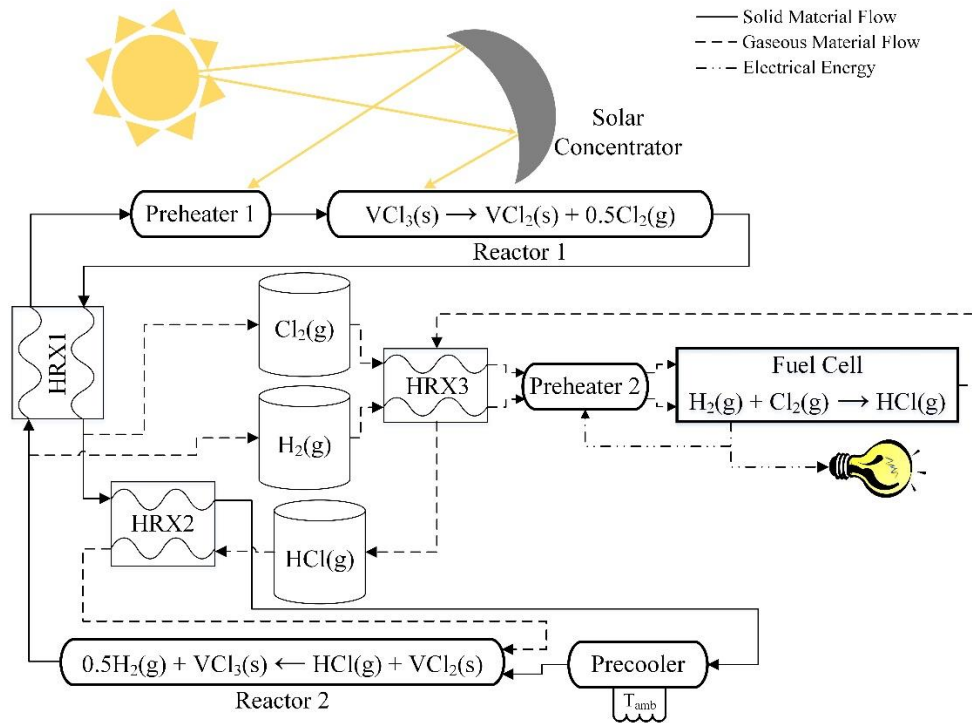 Solid Material Flow
Gaseous Material Flow
Electrical Energy
Solar
Concentrator
Preheater 1
VCl₃(s) → VCl₂(s) + 0.5Cl₂(g)
Reactor 1
HRX1
Cl₂(g)
HRX3
Preheater 2
Fuel Cell
H₂(g) + Cl₂(g) → HCl(g)
H₂(g)
HRX2
HCl(g)
0.5H₂(g) + VCl₃(s) ← HCl(g) + VCl₂(s)
Reactor 2
Precooler
Tₐₘb